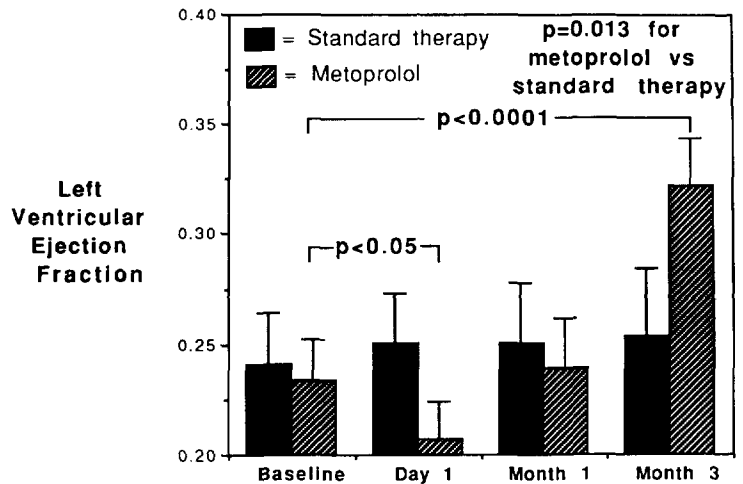 0.40
0.35
0.30
0.25
0.20
Left
Ventricular
Ejection
Fraction
= Standard therapy
= Metoprolol
p=0.013 for
metoprolol vs
standard therapy
p<0.0001
p<0.05
Baseline Day 1 Month 1 Month 3